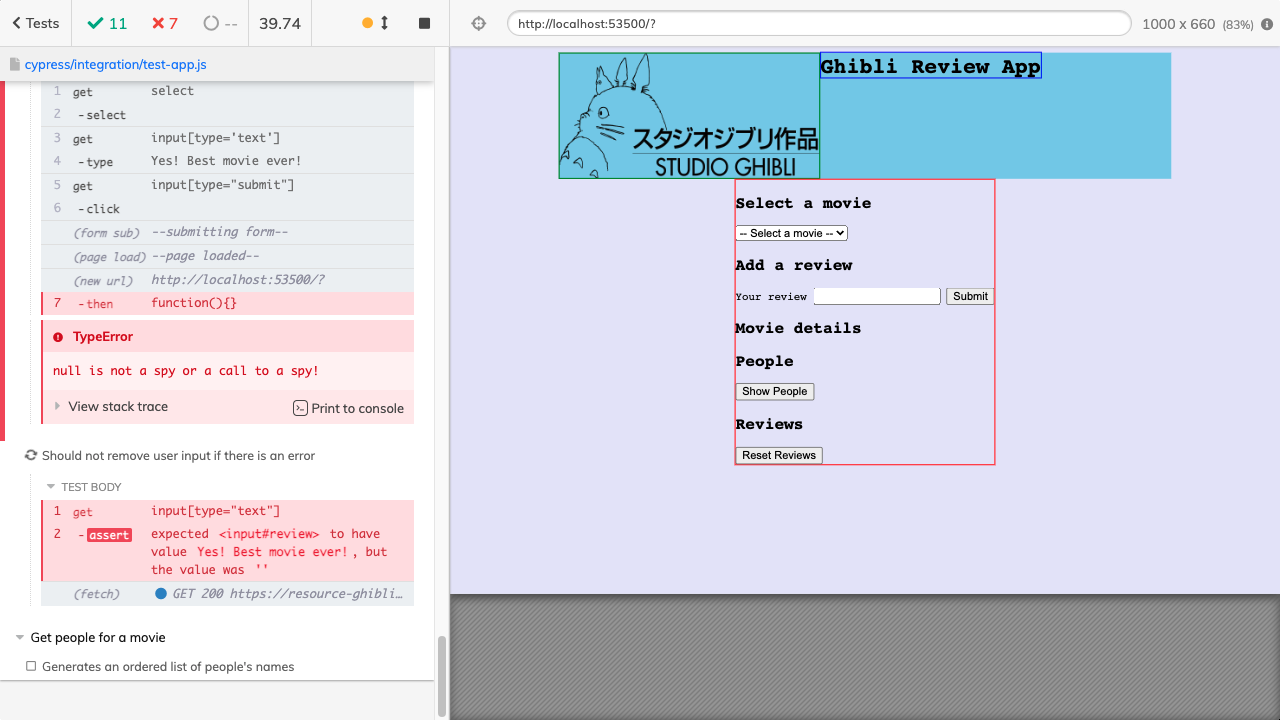 Tests
11
7
--
39.74
http://localhost:53500/?
1000 x 660 (83%)
cypress/integration/test-app.js
1 get select
2 -select
3 get input[type='text']
4 -type Yes! Best movie ever!
5 get input[type="submit"]
6 -click
(form sub) --submitting form--
(page load) --page loaded--
(new url) http://localhost:53500/?
7 -then function(){}
TypeError
null is not a spy or a call to a spy!
View stack trace
Print to console
Should not remove user input if there is an error
TEST BODY
1 get input[type="text"]
2 -assert expected <input#review> to have
value Yes! Best movie ever!, but
the value was ''
(fetch) GET 200 https://resource-ghibli…
Get people for a movie
Generates an ordered list of people's names
スタジオジブリ作品
STUDIO GHIBLI
Ghibli Review App
Select a movie
-- Select a movie --
Add a review
Your review
Submit
Movie details
People
Show People
Reviews
Reset Reviews